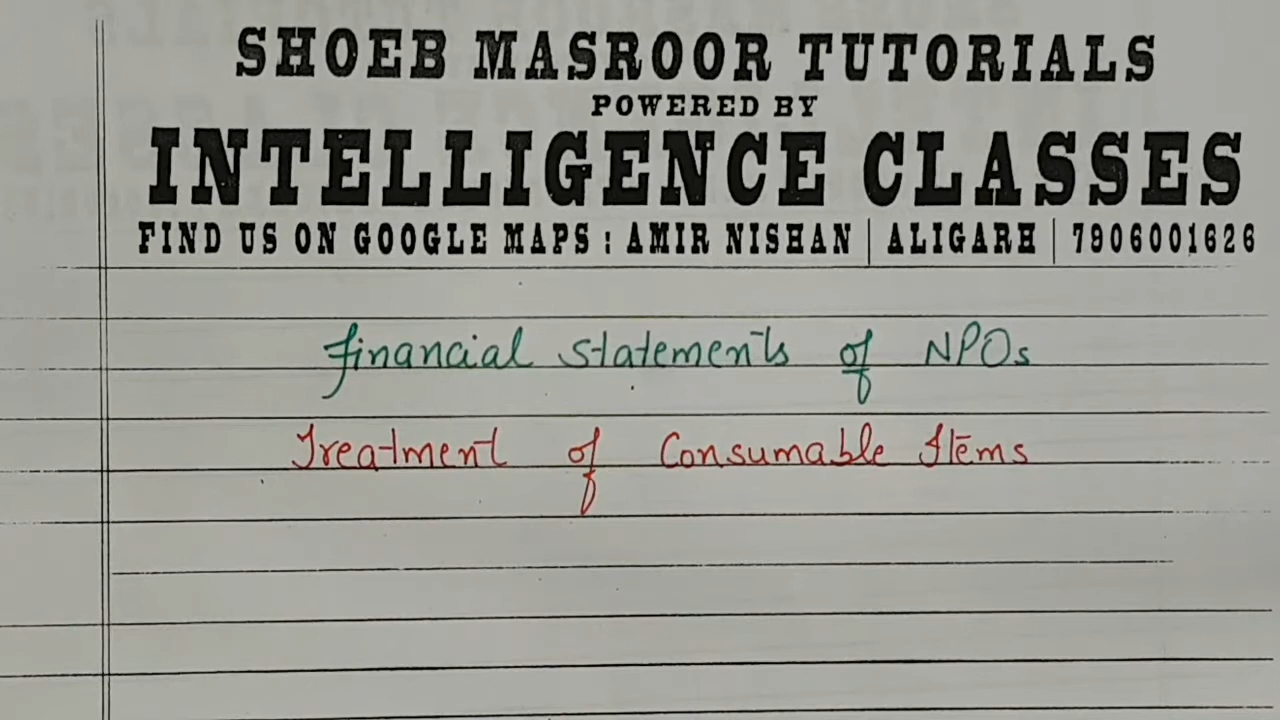 SHOEB MASROOR TUTORIALS
POWERED BY
INTELLIGENCE CLASSES
FIND US ON GOOGLE MAPS : AMIR NISHAN | ALIGARH | 7906001626
Financial Statements of NPOs
Treatment of Consumable Items